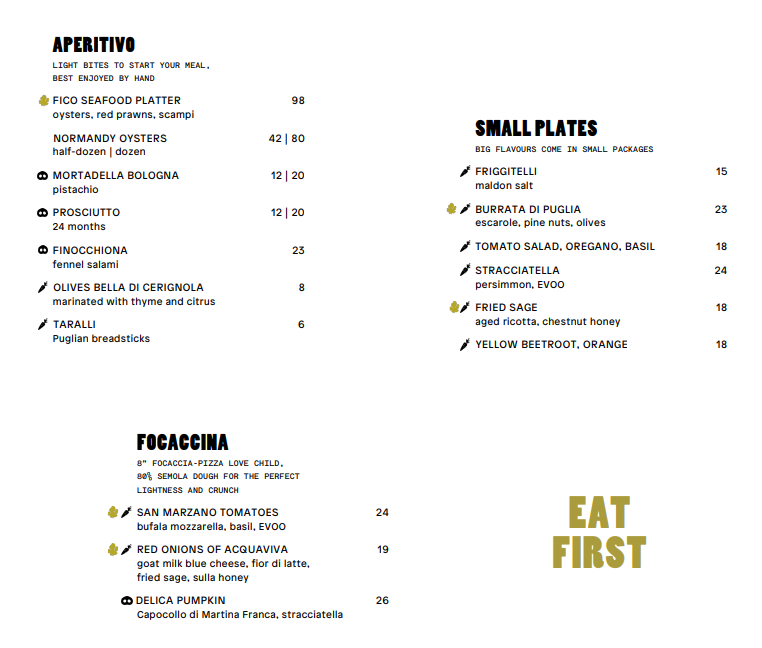 APERITIVO
LIGHT BITES TO START YOUR MEAL,
BEST ENJOYED BY HAND
FICO SEAFOOD PLATTER 98
oysters, red prawns, scampi
NORMANDY OYSTERS 42 | 80
half-dozen | dozen
MORTADELLA BOLOGNA 12 | 20
pistachio
PROSCIUTTO 12 | 20
24 months
FINOCCHIONA 23
fennel salami
OLIVES BELLA DI CERIGNOLA 8
marinated with thyme and citrus
TARALLI 6
Puglian breadsticks
SMALL PLATES
BIG FLAVOURS COME IN SMALL PACKAGES
FRIGGITELLI 15
maldon salt
BURRATA DI PUGLIA 23
escarole, pine nuts, olives
TOMATO SALAD, OREGANO, BASIL 18
STRACCIATELLA 24
persimmon, EVOO
FRIED SAGE 18
aged ricotta, chestnut honey
YELLOW BEETROOT, ORANGE 18
FOCACCINA
8" FOCACCIA-PIZZA LOVE CHILD,
80% SEMOLA DOUGH FOR THE PERFECT
LIGHTNESS AND CRUNCH
SAN MARZANO TOMATOES 24
bufala mozzarella, basil, EVOO
RED ONIONS OF ACQUAVIVA 19
goat milk blue cheese, fior di latte,
fried sage, sulla honey
DELICA PUMPKIN 26
Capocollo di Martina Franca, stracciatella
EAT
FIRST